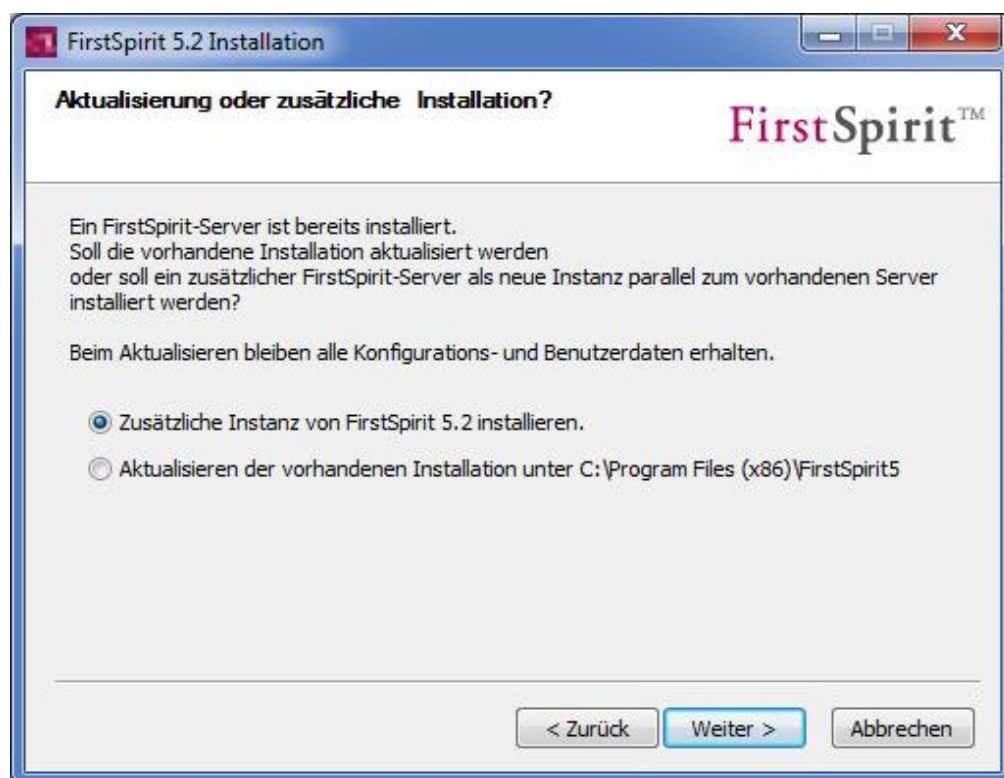 FirstSpirit 5.2 Installation
Aktualisierung oder zusätzliche Installation?
FirstSpirit™
Ein FirstSpirit-Server ist bereits installiert.
Soll die vorhandene Installation aktualisiert werden
oder soll ein zusätzlicher FirstSpirit-Server als neue Instanz parallel zum vorhandenen Server
installiert werden?
Beim Aktualisieren bleiben alle Konfigurations- und Benutzerdaten erhalten.
Zusätzliche Instanz von FirstSpirit 5.2 installieren.
Aktualisieren der vorhandenen Installation unter C:\Program Files (x86)\FirstSpirit5
< Zurück
Weiter >
Abbrechen